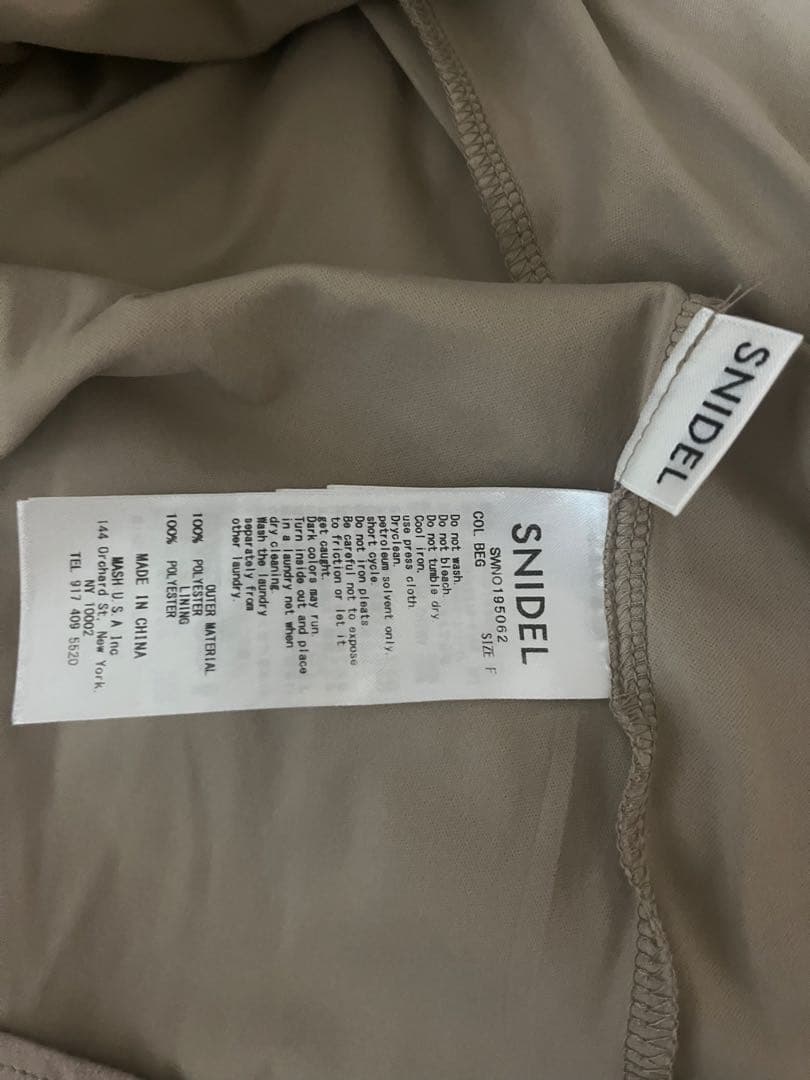 SNIDEL
SNIDEL
SWNO195062
SIZE F
COL BEG
Do not wash.
Do not bleach
Do not tumble dry
Cool iron.
use press cloth
Dryclean.
petroleum solvent only.
short cycle.
Do not iron pleats
Be careful not to expose
to friction or let it
get caught.
Dark colors may run.
Turn inside out and place
in a laundry net when
dry cleaning.
Wash the laundry
separately from
other laundry.
OUTER MATERIAL
100% POLYESTER
LINING
100% POLYESTER
MADE IN CHINA
MASH U.S.A Inc
144 Orchard St. New York.
NY 10002
TEL 917 409 5520